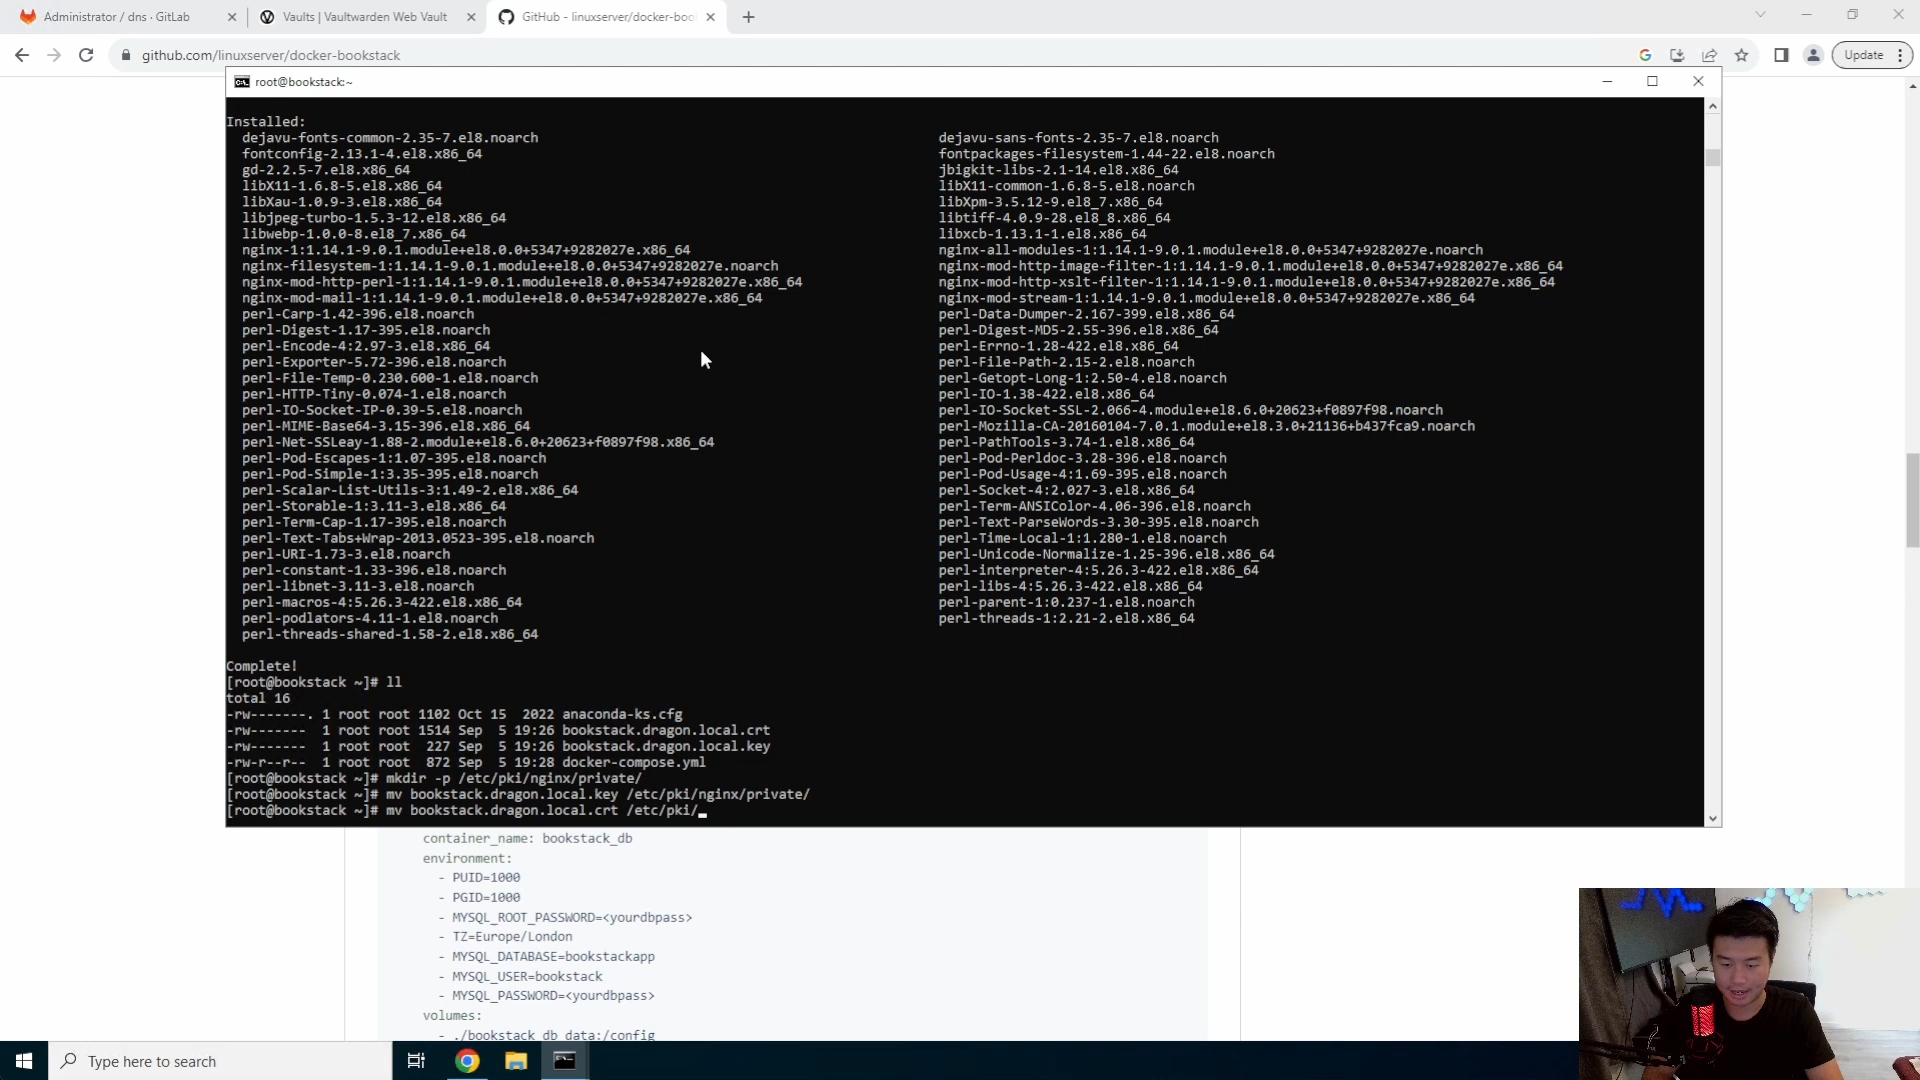 Administrator / dns · GitLab
Vaults | Vaultwarden Web Vault
GitHub - linuxserver/docker-boo
github.com/linuxserver/docker-bookstack
Update
root@bookstack:~
Installed:
dejavu-fonts-common-2.35-7.el8.noarch dejavu-sans-fonts-2.35-7.el8.noarch
fontconfig-2.13.1-4.el8.x86_64 fontpackages-filesystem-1.44-22.el8.noarch
gd-2.2.5-7.el8.x86_64 jbigkit-libs-2.1-14.el8.x86_64
libX11-1.6.8-5.el8.x86_64 libX11-common-1.6.8-5.el8.noarch
libXau-1.0.9-3.el8.x86_64 libXpm-3.5.12-9.el8_7.x86_64
libjpeg-turbo-1.5.3-12.el8.x86_64 libtiff-4.0.9-28.el8_8.x86_64
libwebp-1.0.0-8.el8_7.x86_64 libxcb-1.13.1-1.el8.x86_64
nginx-1:1.14.1-9.0.1.module+el8.0.0+5347+9282027e.x86_64 nginx-all-modules-1:1.14.1-9.0.1.module+el8.0.0+5347+9282027e.noarch
nginx-filesystem-1:1.14.1-9.0.1.module+el8.0.0+5347+9282027e.noarch nginx-mod-http-image-filter-1:1.14.1-9.0.1.module+el8.0.0+5347+9282027e.x86_64
nginx-mod-http-perl-1:1.14.1-9.0.1.module+el8.0.0+5347+9282027e.x86_64 nginx-mod-http-xslt-filter-1:1.14.1-9.0.1.module+el8.0.0+5347+9282027e.x86_64
nginx-mod-mail-1:1.14.1-9.0.1.module+el8.0.0+5347+9282027e.x86_64 nginx-mod-stream-1:1.14.1-9.0.1.module+el8.0.0+5347+9282027e.x86_64
perl-Carp-1.42-396.el8.noarch perl-Data-Dumper-2.167-399.el8.x86_64
perl-Digest-1.17-395.el8.noarch perl-Digest-MD5-2.55-396.el8.x86_64
perl-Encode-4:2.97-3.el8.x86_64 perl-Errno-1.28-422.el8.x86_64
perl-Exporter-5.72-396.el8.noarch perl-File-Path-2.15-2.el8.noarch
perl-File-Temp-0.230.600-1.el8.noarch perl-Getopt-Long-1:2.50-4.el8.noarch
perl-HTTP-Tiny-0.074-1.el8.noarch perl-IO-1.38-422.el8.x86_64
perl-IO-Socket-IP-0.39-5.el8.noarch perl-IO-Socket-SSL-2.066-4.module+el8.6.0+20623+f0897f98.noarch
perl-MIME-Base64-3.15-396.el8.x86_64 perl-Mozilla-CA-20160104-7.0.1.module+el8.3.0+21136+b437fca9.noarch
perl-Net-SSLeay-1.88-2.module+el8.6.0+20623+f0897f98.x86_64 perl-PathTools-3.74-1.el8.x86_64
perl-Pod-Escapes-1:1.07-395.el8.noarch perl-Pod-Perldoc-3.28-396.el8.noarch
perl-Pod-Simple-1:3.35-395.el8.noarch perl-Pod-Usage-4:1.69-395.el8.noarch
perl-Scalar-List-Utils-3:1.49-2.el8.x86_64 perl-Socket-4:2.027-3.el8.x86_64
perl-Storable-1:3.11-3.el8.x86_64 perl-Term-ANSIColor-4.06-396.el8.noarch
perl-Term-Cap-1.17-395.el8.noarch perl-Text-ParseWords-3.30-395.el8.noarch
perl-Text-Tabs+Wrap-2013.0523-395.el8.noarch perl-Time-Local-1:1.280-1.el8.noarch
perl-URI-1.73-3.el8.noarch perl-Unicode-Normalize-1.25-396.el8.x86_64
perl-constant-1.33-396.el8.noarch perl-interpreter-4:5.26.3-422.el8.x86_64
perl-libnet-3.11-3.el8.noarch perl-libs-4:5.26.3-422.el8.x86_64
perl-macros-4:5.26.3-422.el8.x86_64 perl-parent-1:0.237-1.el8.noarch
perl-podlators-4.11-1.el8.noarch perl-threads-1:2.21-2.el8.x86_64
perl-threads-shared-1.58-2.el8.x86_64
Complete!
[root@bookstack ~]# ll
total 16
-rw-------. 1 root root 1102 Oct 15  2022 anaconda-ks.cfg
-rw------- 1 root root 1514 Sep  5 19:26 bookstack.dragon.local.crt
-rw------- 1 root root  227 Sep  5 19:26 bookstack.dragon.local.key
-rw-r--r-- 1 root root  872 Sep  5 19:28 docker-compose.yml
[root@bookstack ~]# mkdir -p /etc/pki/nginx/private/
[root@bookstack ~]# mv bookstack.dragon.local.key /etc/pki/nginx/private/
[root@bookstack ~]# mv bookstack.dragon.local.crt /etc/pki/
container_name: bookstack_db
environment:
- PUID=1000
- PGID=1000
- MYSQL_ROOT_PASSWORD=<yourdbpass>
- TZ=Europe/London
- MYSQL_DATABASE=bookstackapp
- MYSQL_USER=bookstack
- MYSQL_PASSWORD=<yourdbpass>
volumes:
- ./bookstack_db_data:/config
Type here to search